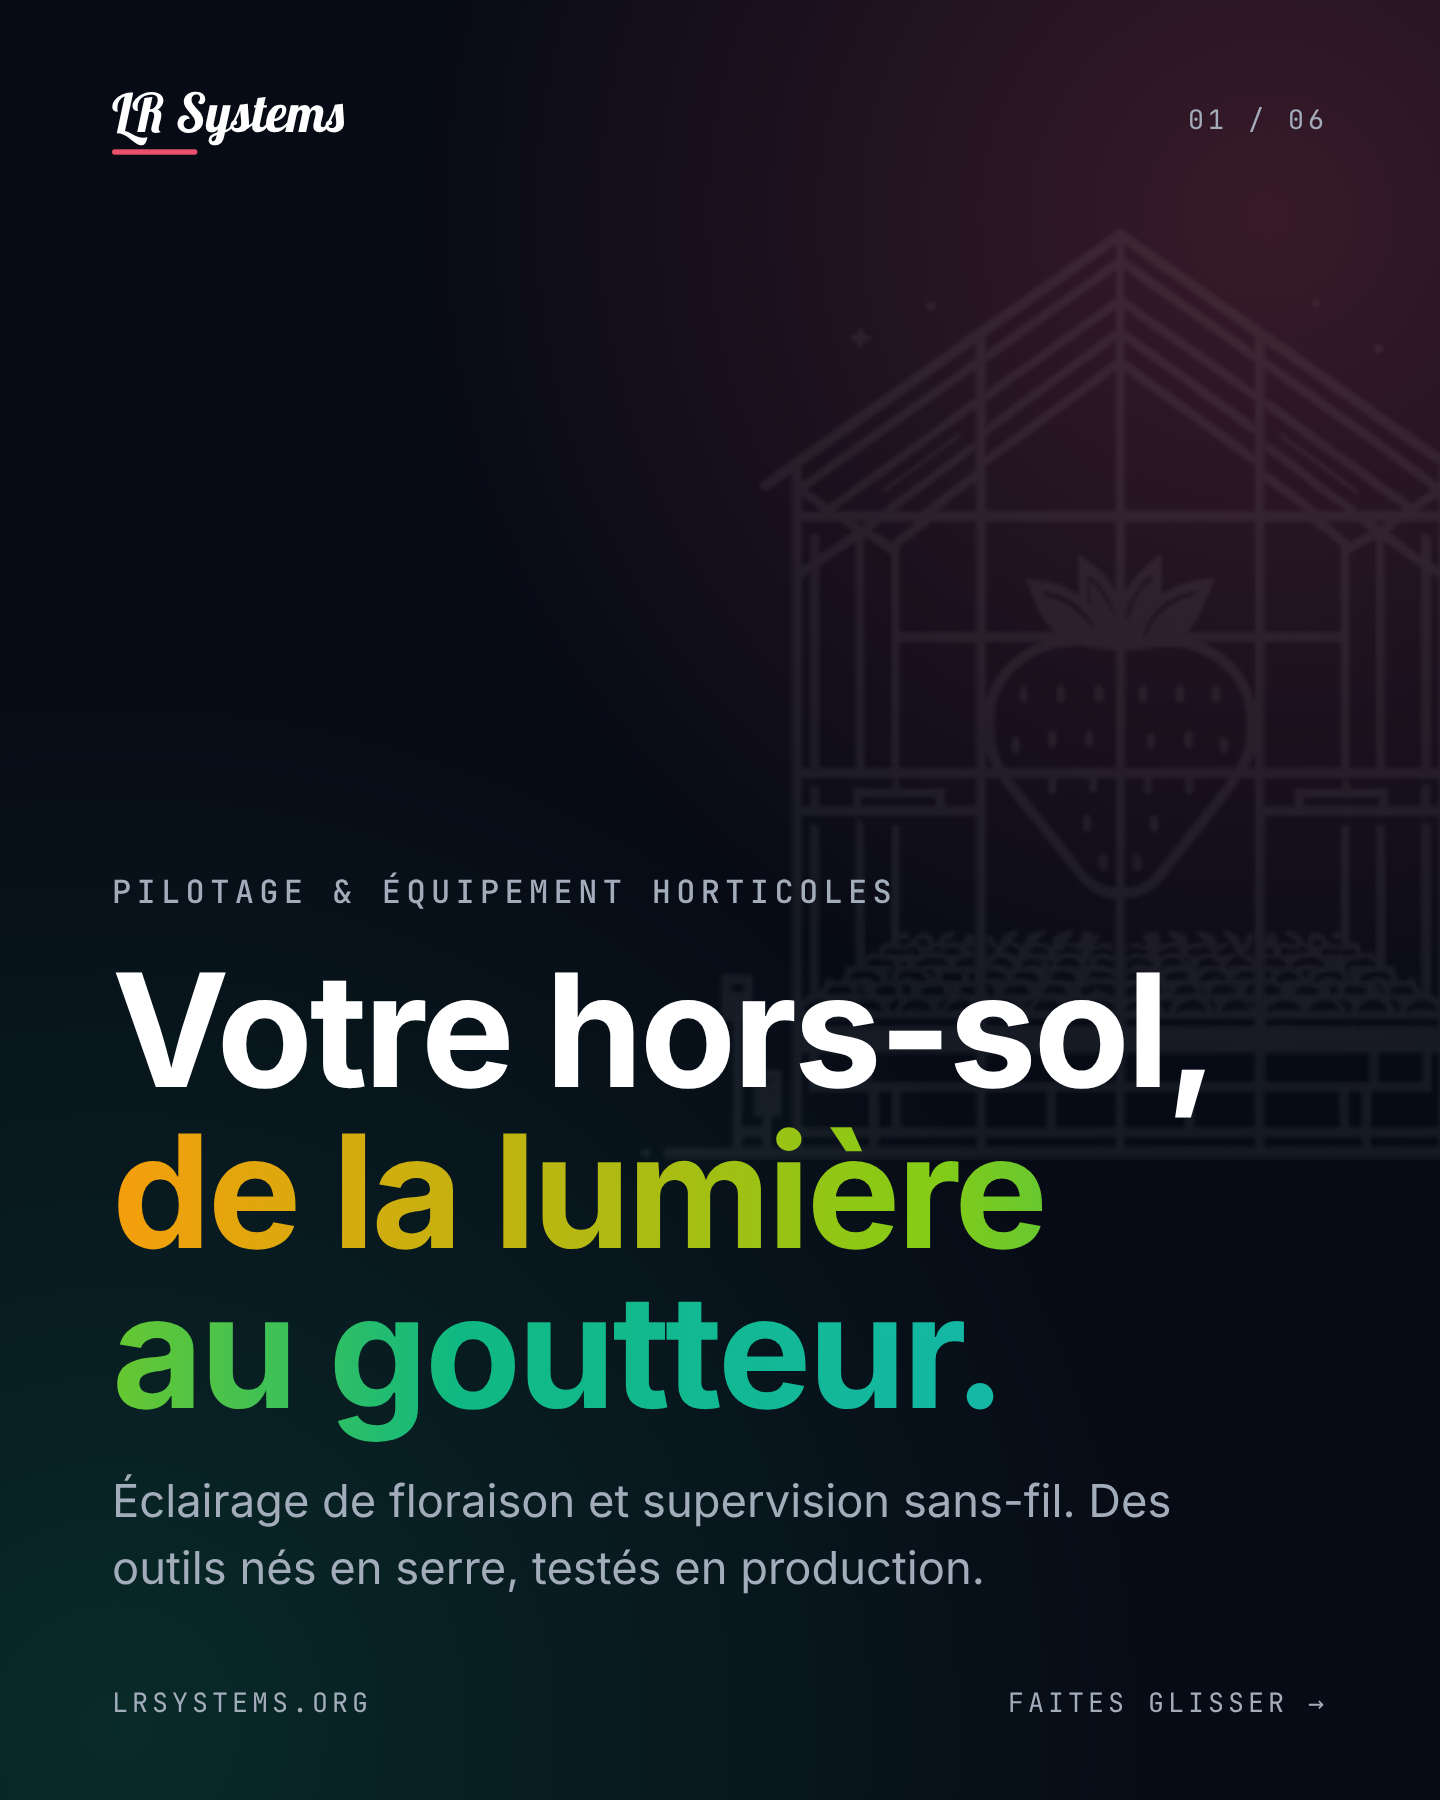 LR Systems
01 / 06
PILOTAGE & ÉQUIPEMENT HORTICOLES
Votre hors-sol,
de la lumière
au goutteur.
Éclairage de floraison et supervision sans-fil. Des
outils nés en serre, testés en production.
LRSYSTEMS.ORG
FAITES GLISSER →